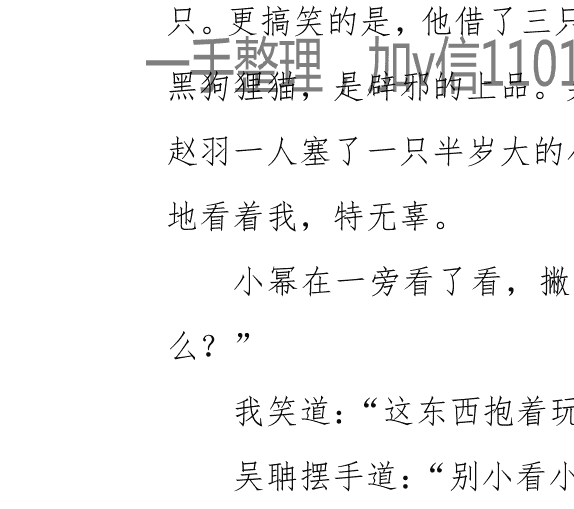 只。更搞笑的是，他借了三只
一手整理 加v信1101
黑狗狸猫，是辟邪的上品。
赵羽一人塞了一只半岁大的
地看着我，特无辜。
小幂在一旁看了看，撇
么？”
我笑道：“这东西抱着玩
吴聃摆手道：“别小看小